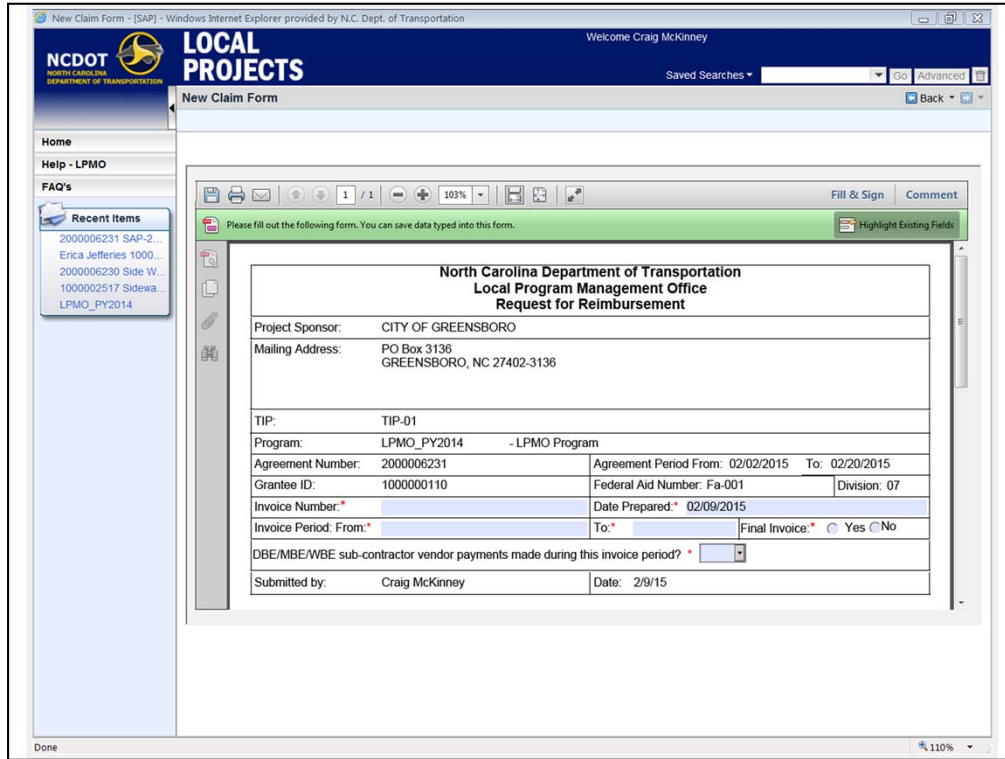 New Claim Form - [SAP] - Windows Internet Explorer provided by N.C. Dept. of Transportation
NCDOT
NORTH CAROLINA
DEPARTMENT OF TRANSPORTATION
LOCAL
PROJECTS
Welcome Craig McKinney
Saved Searches Go Advanced
New Claim Form Back
Home
Help - LPMO
FAQ's
Recent Items
2000006231 SAP-2...
Erica Jefferies 1000...
2000006230 Side W...
1000002517 Sidewa...
LPMO_PY2014
1 / 1 103% Fill & Sign Comment
Please fill out the following form. You can save data typed into this form. Highlight Existing Fields
North Carolina Department of Transportation
Local Program Management Office
Request for Reimbursement
Project Sponsor: CITY OF GREENSBORO
Mailing Address: PO Box 3136
GREENSBORO, NC 27402-3136
TIP: TIP-01
Program: LPMO_PY2014 - LPMO Program
Agreement Number: 2000006231 Agreement Period From: 02/02/2015 To: 02/20/2015
Grantee ID: 1000000110 Federal Aid Number: Fa-001 Division: 07
Invoice Number:* Date Prepared:* 02/09/2015
Invoice Period: From:* To:* Final Invoice:* Yes No
DBE/MBE/WBE sub-contractor vendor payments made during this invoice period? *
Submitted by: Craig McKinney Date: 2/9/15
Done 110%